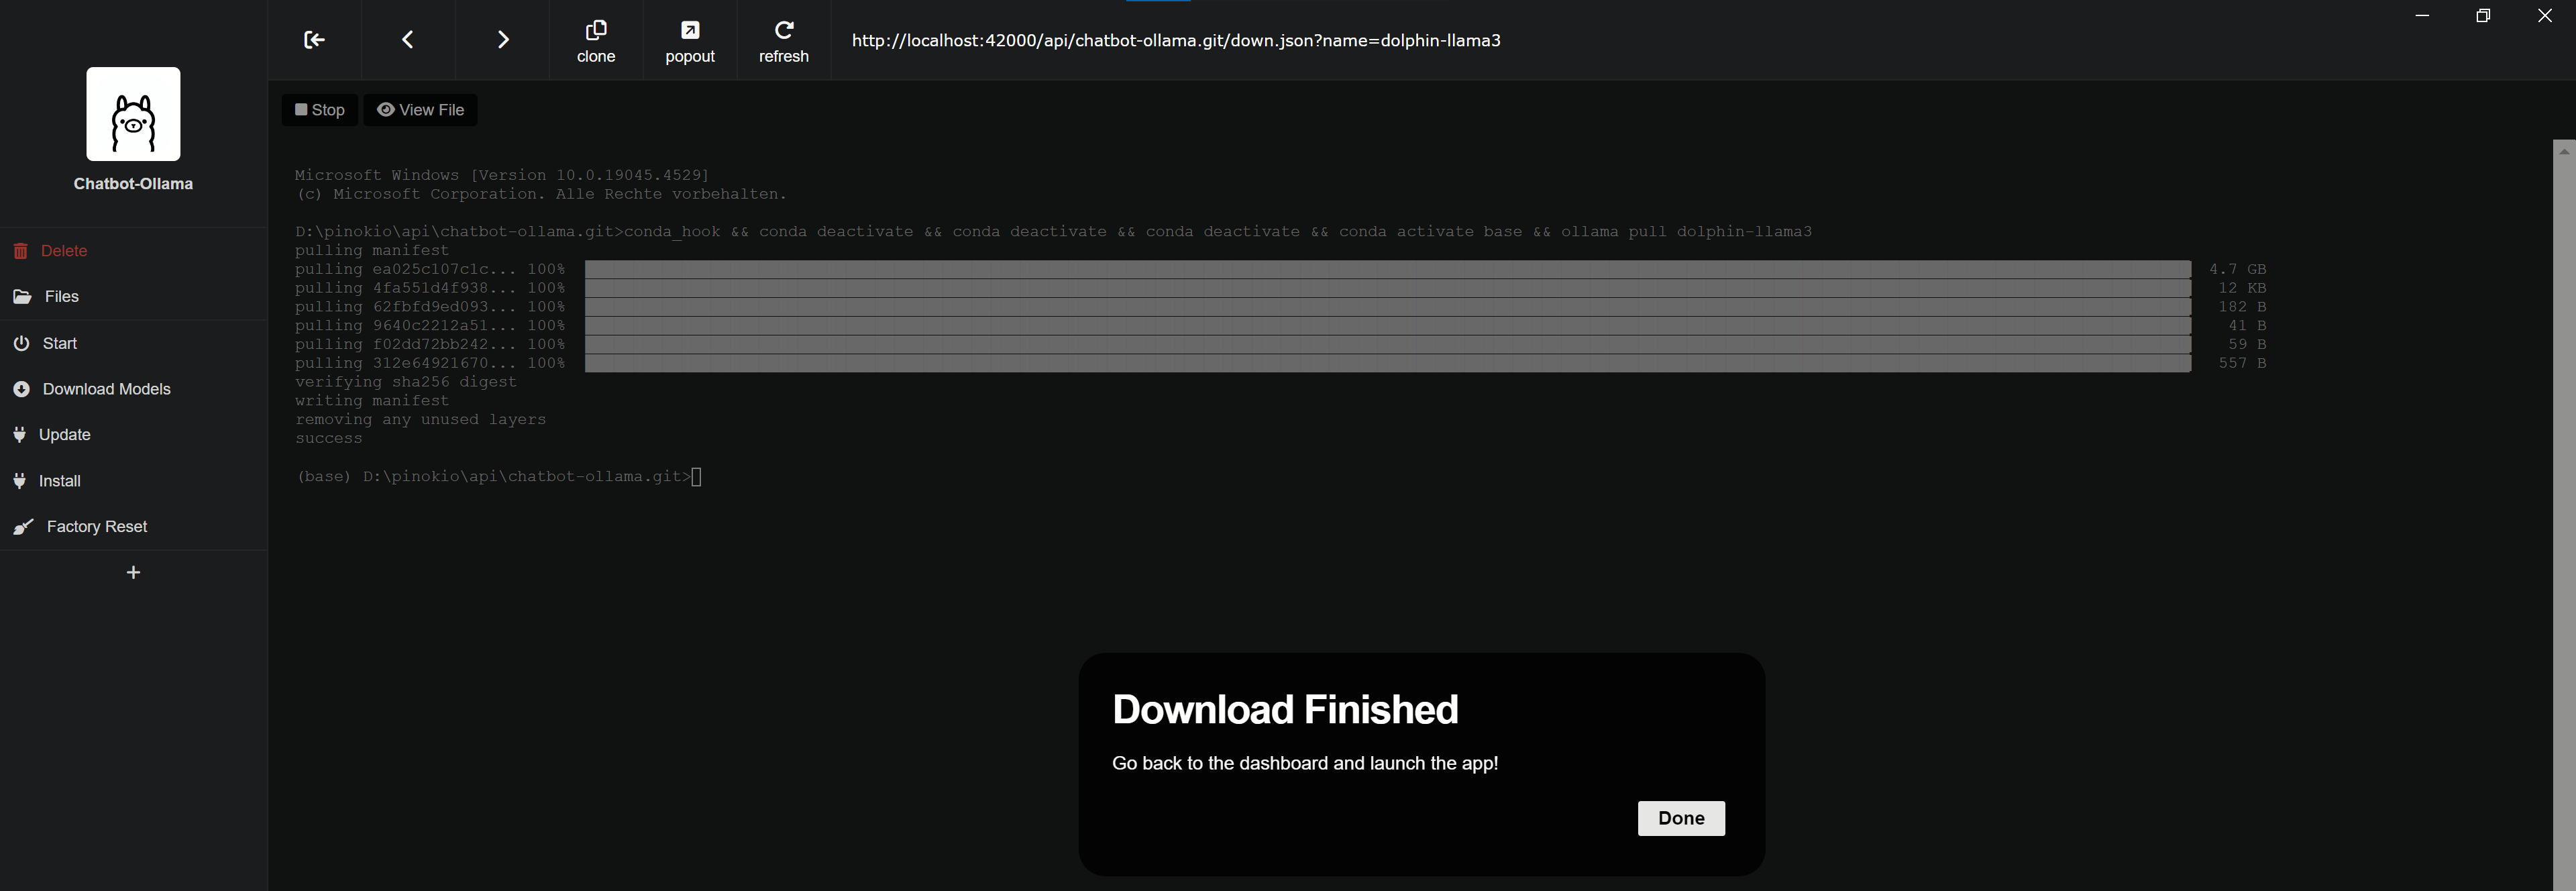 clone
popout
refresh
http://localhost:42000/api/chatbot-ollama.git/down.json?name=dolphin-llama3
Chatbot-Ollama
Delete
Files
Start
Download Models
Update
Install
Factory Reset
+
Stop
View File
Microsoft Windows [Version 10.0.19045.4529]
(c) Microsoft Corporation. Alle Rechte vorbehalten.
D:\pinokio\api\chatbot-ollama.git>conda_hook && conda deactivate && conda deactivate && conda deactivate && conda activate base && ollama pull dolphin-llama3
pulling manifest
pulling ea025c107c1c... 100% 4.7 GB
pulling 4fa551d4f938... 100% 12 KB
pulling 62fbfd9ed093... 100% 182 B
pulling 9640c2212a51... 100% 41 B
pulling f02dd72bb242... 100% 59 B
pulling 312e64921670... 100% 557 B
verifying sha256 digest
writing manifest
removing any unused layers
success
(base) D:\pinokio\api\chatbot-ollama.git>
Download Finished
Go back to the dashboard and launch the app!
Done